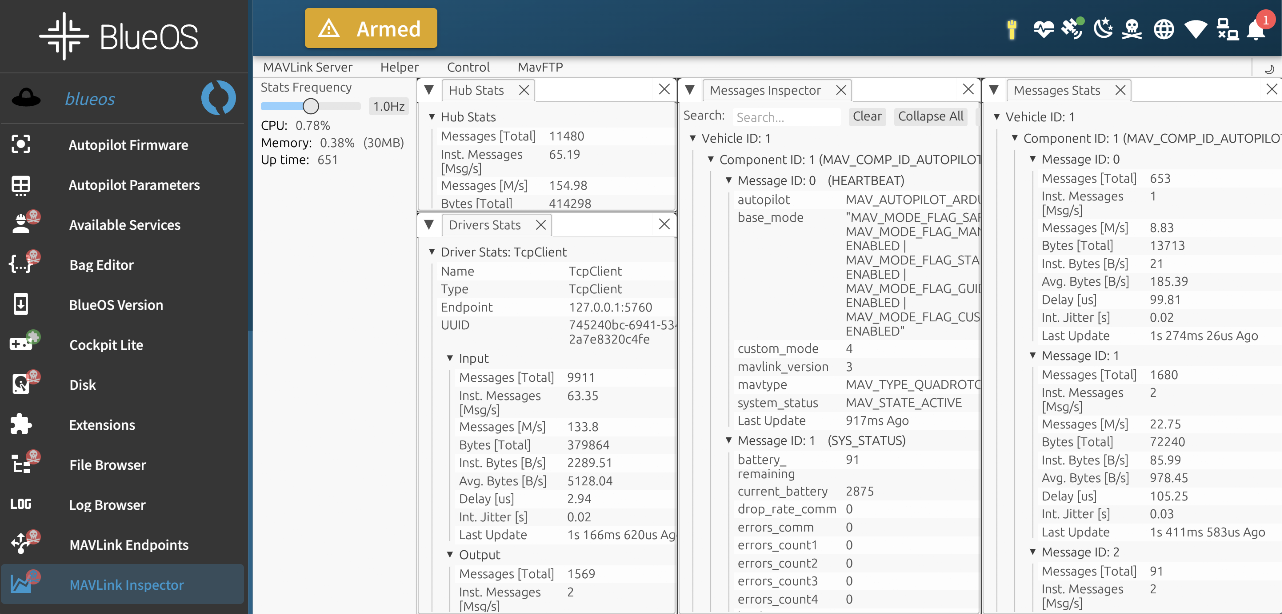 BlueOS
Armed
1
blueos
Autopilot Firmware
Autopilot Parameters
Available Services
Bag Editor
BlueOS Version
Cockpit Lite
Disk
Extensions
File Browser
LOG
Log Browser
MAVLink Endpoints
MAVLink Inspector
MAVLink Server Helper Control MavFTP
Stats Frequency
1.0Hz
CPU: 0.78%
Memory: 0.38% (30MB)
Up time: 651
Hub Stats
Hub Stats
Messages [Total] 11480
Inst. Messages
[Msg/s] 65.19
Messages [M/s] 154.98
Bytes [Total] 414298
Drivers Stats
Driver Stats: TcpClient
Name TcpClient
Type TcpClient
Endpoint 127.0.0.1:5760
UUID 745240bc-6941-53
2a7e8320c4fe
Input
Messages [Total] 9911
Inst. Messages
[Msg/s] 63.35
Messages [M/s] 133.8
Bytes [Total] 379864
Inst. Bytes [B/s] 2289.51
Avg. Bytes [B/s] 5128.04
Delay [us] 2.94
Int. Jitter [s] 0.02
Last Update 1s 166ms 620us Ag
Output
Messages [Total] 1569
Inst. Messages 2
[Msg/s]
Messages Inspector
Search: Search... Clear Collapse All
Vehicle ID: 1
Component ID: 1 (MAV_COMP_ID_AUTOPILOT
Message ID: 0 (HEARTBEAT)
autopilot MAV_AUTOPILOT_ARDU
base_mode "MAV_MODE_FLAG_SAF
MAV_MODE_FLAG_MAN
ENABLED |
MAV_MODE_FLAG_STA
ENABLED |
MAV_MODE_FLAG_GUI
ENABLED |
MAV_MODE_FLAG_CUS
ENABLED"
custom_mode 4
mavlink_version 3
mavtype MAV_TYPE_QUADROTO
system_status MAV_STATE_ACTIVE
Last Update 917ms Ago
Message ID: 1 (SYS_STATUS)
battery_ 91
remaining
current_battery 2875
drop_rate_comm 0
errors_comm 0
errors_count1 0
errors_count2 0
errors_count3 0
errors_count4 0
Messages Stats
Vehicle ID: 1
Component ID: 1 (MAV_COMP_ID_AUTOPILO
Message ID: 0
Messages [Total] 653
Inst. Messages 1
[Msg/s]
Messages [M/s] 8.83
Bytes [Total] 13713
Inst. Bytes [B/s] 21
Avg. Bytes [B/s] 185.39
Delay [us] 99.81
Int. Jitter [s] 0.02
Last Update 1s 274ms 26us Ago
Message ID: 1
Messages [Total] 1680
Inst. Messages 2
[Msg/s]
Messages [M/s] 22.75
Bytes [Total] 72240
Inst. Bytes [B/s] 85.99
Avg. Bytes [B/s] 978.45
Delay [us] 105.25
Int. Jitter [s] 0.03
Last Update 1s 411ms 583us Ago
Message ID: 2
Messages [Total] 91
Inst. Messages 1
[Msg/s]